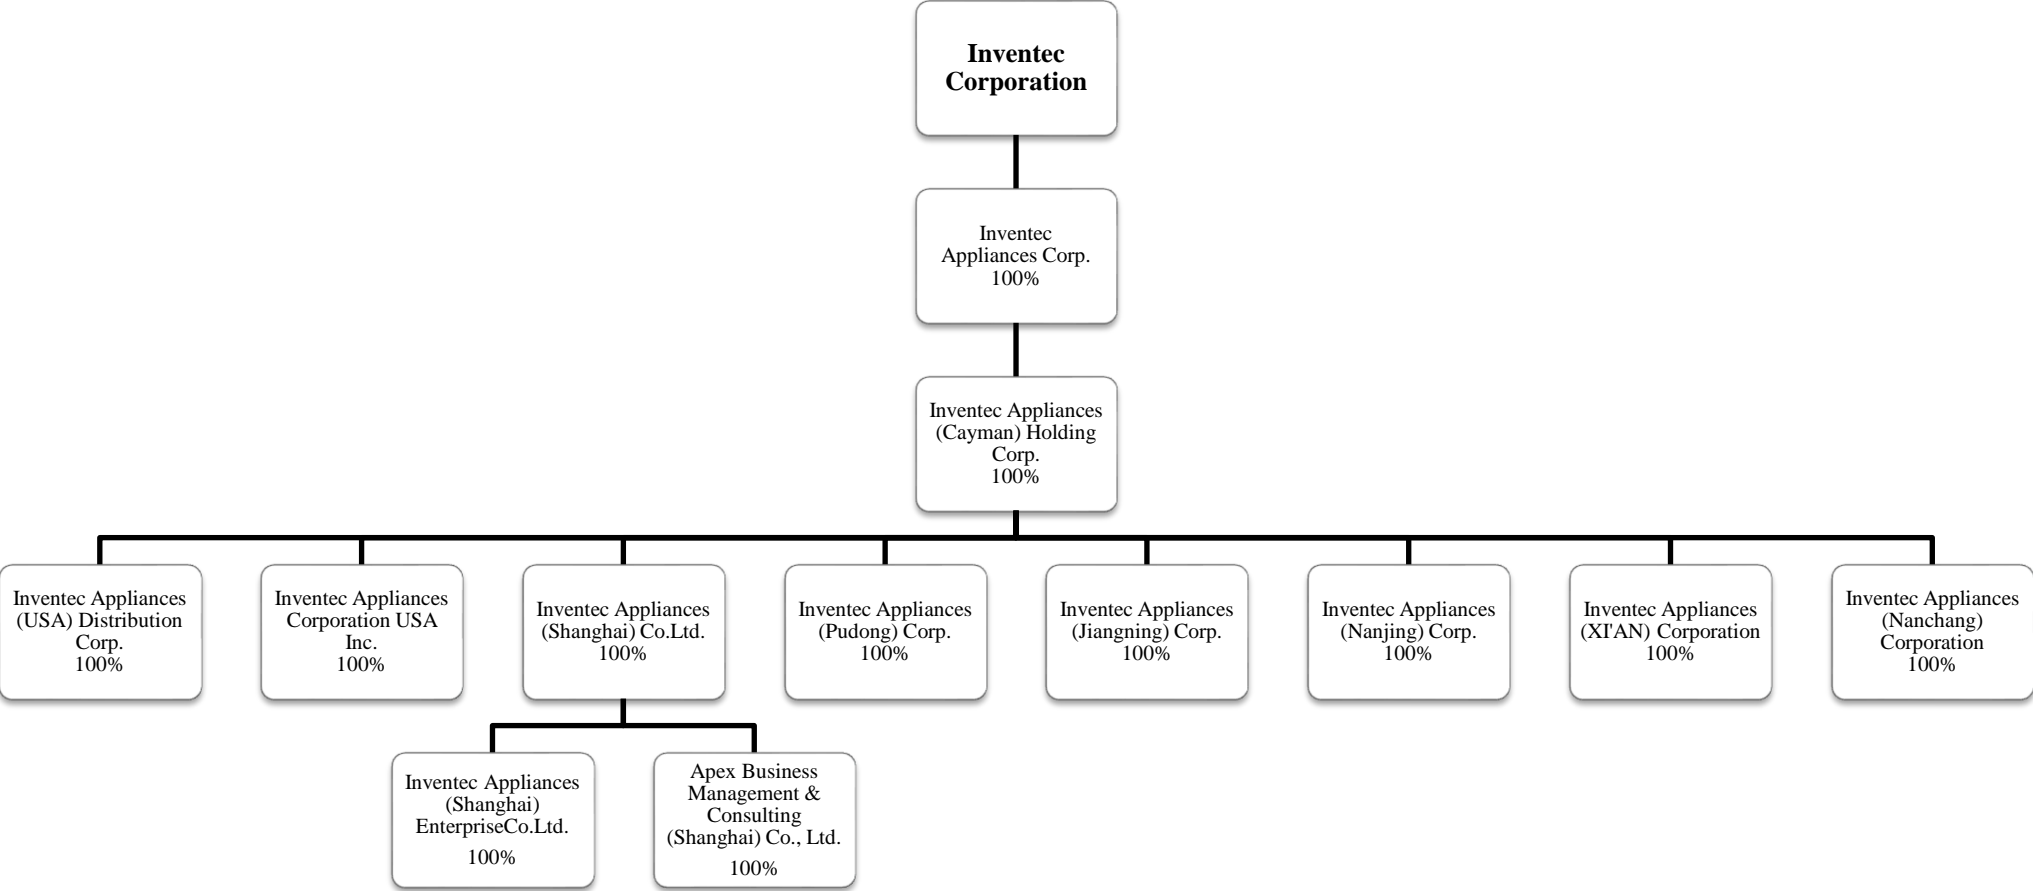 Inventec
Corporation
Inventec
Appliances Corp.
100%
Inventec Appliances
(Cayman) Holding
Corp.
100%
Inventec Appliances
(USA) Distribution
Corp.
100%
Inventec Appliances
Corporation USA
Inc.
100%
Inventec Appliances
(Shanghai) Co.Ltd.
100%
Inventec Appliances
(Pudong) Corp.
100%
Inventec Appliances
(Jiangning) Corp.
100%
Inventec Appliances
(Nanjing) Corp.
100%
Inventec Appliances
(XI'AN) Corporation
100%
Inventec Appliances
(Nanchang)
Corporation
100%
Inventec Appliances
(Shanghai)
EnterpriseCo.Ltd.
100%
Apex Business
Management &
Consulting
(Shanghai) Co., Ltd.
100%